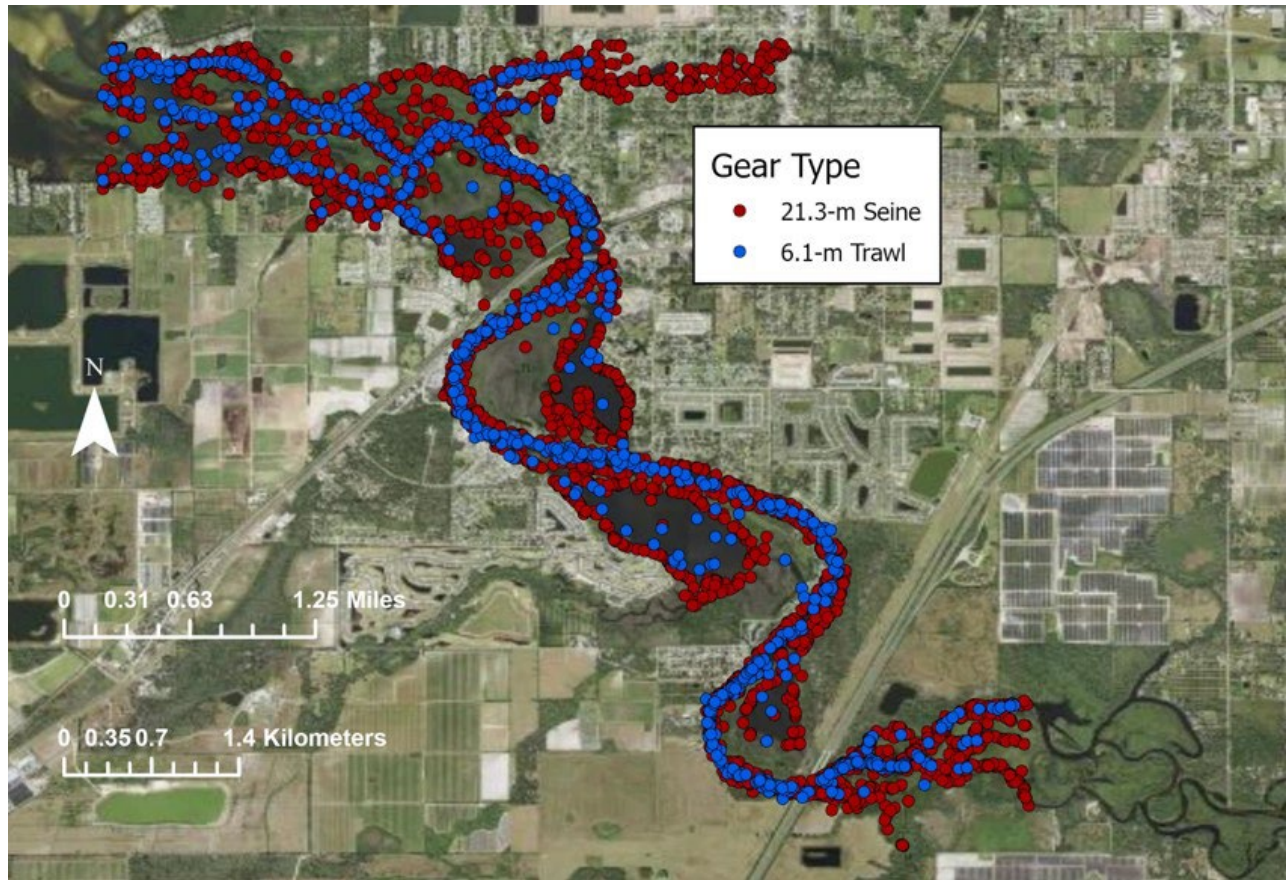 Gear Type
21.3-m Seine
6.1-m Trawl
N
0 0.31 0.63 1.25 Miles
0 0.35 0.7 1.4 Kilometers